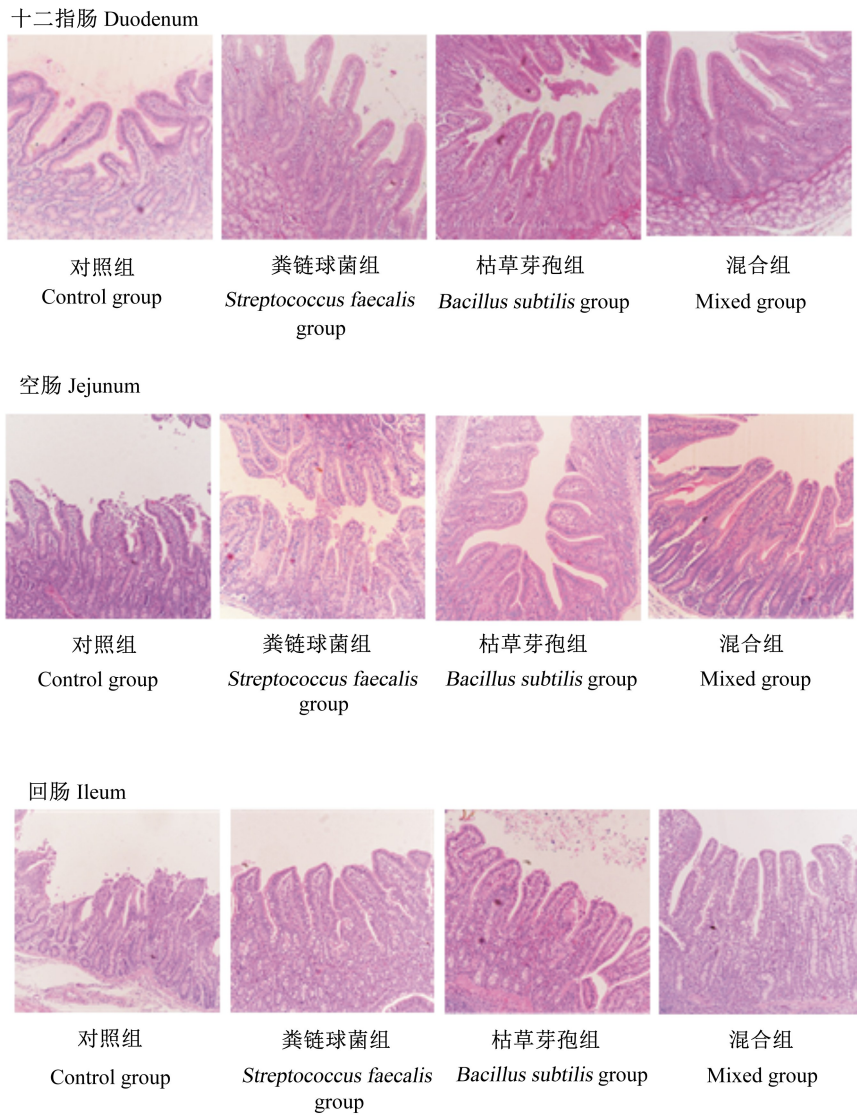 十二指肠 Duodenum
对照组
Control group
粪链球菌组
Streptococcus faecalis
group
枯草芽孢组
Bacillus subtilis group
混合组
Mixed group
空肠 Jejunum
对照组
Control group
粪链球菌组
Streptococcus faecalis
group
枯草芽孢组
Bacillus subtilis group
混合组
Mixed group
回肠 Ileum
对照组
Control group
粪链球菌组
Streptococcus faecalis
group
枯草芽孢组
Bacillus subtilis group
混合组
Mixed group